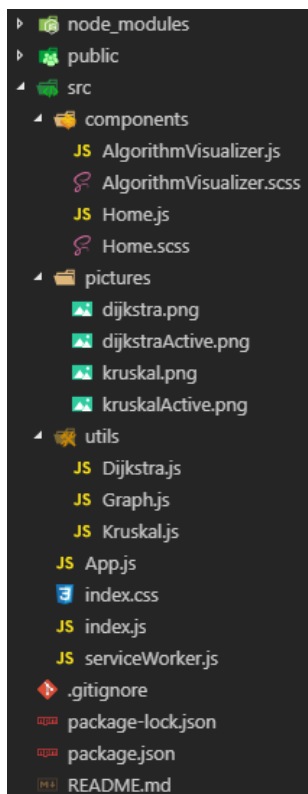 node_modules
public
src
components
JS AlgorithmVisualizer.js
AlgorithmVisualizer.scss
JS Home.js
Home.scss
pictures
dijkstra.png
dijkstraActive.png
kruskal.png
kruskalActive.png
utils
JS Dijkstra.js
JS Graph.js
JS Kruskal.js
JS App.js
index.css
JS index.js
JS serviceWorker.js
.gitignore
npm package-lock.json
npm package.json
M↓ README.md